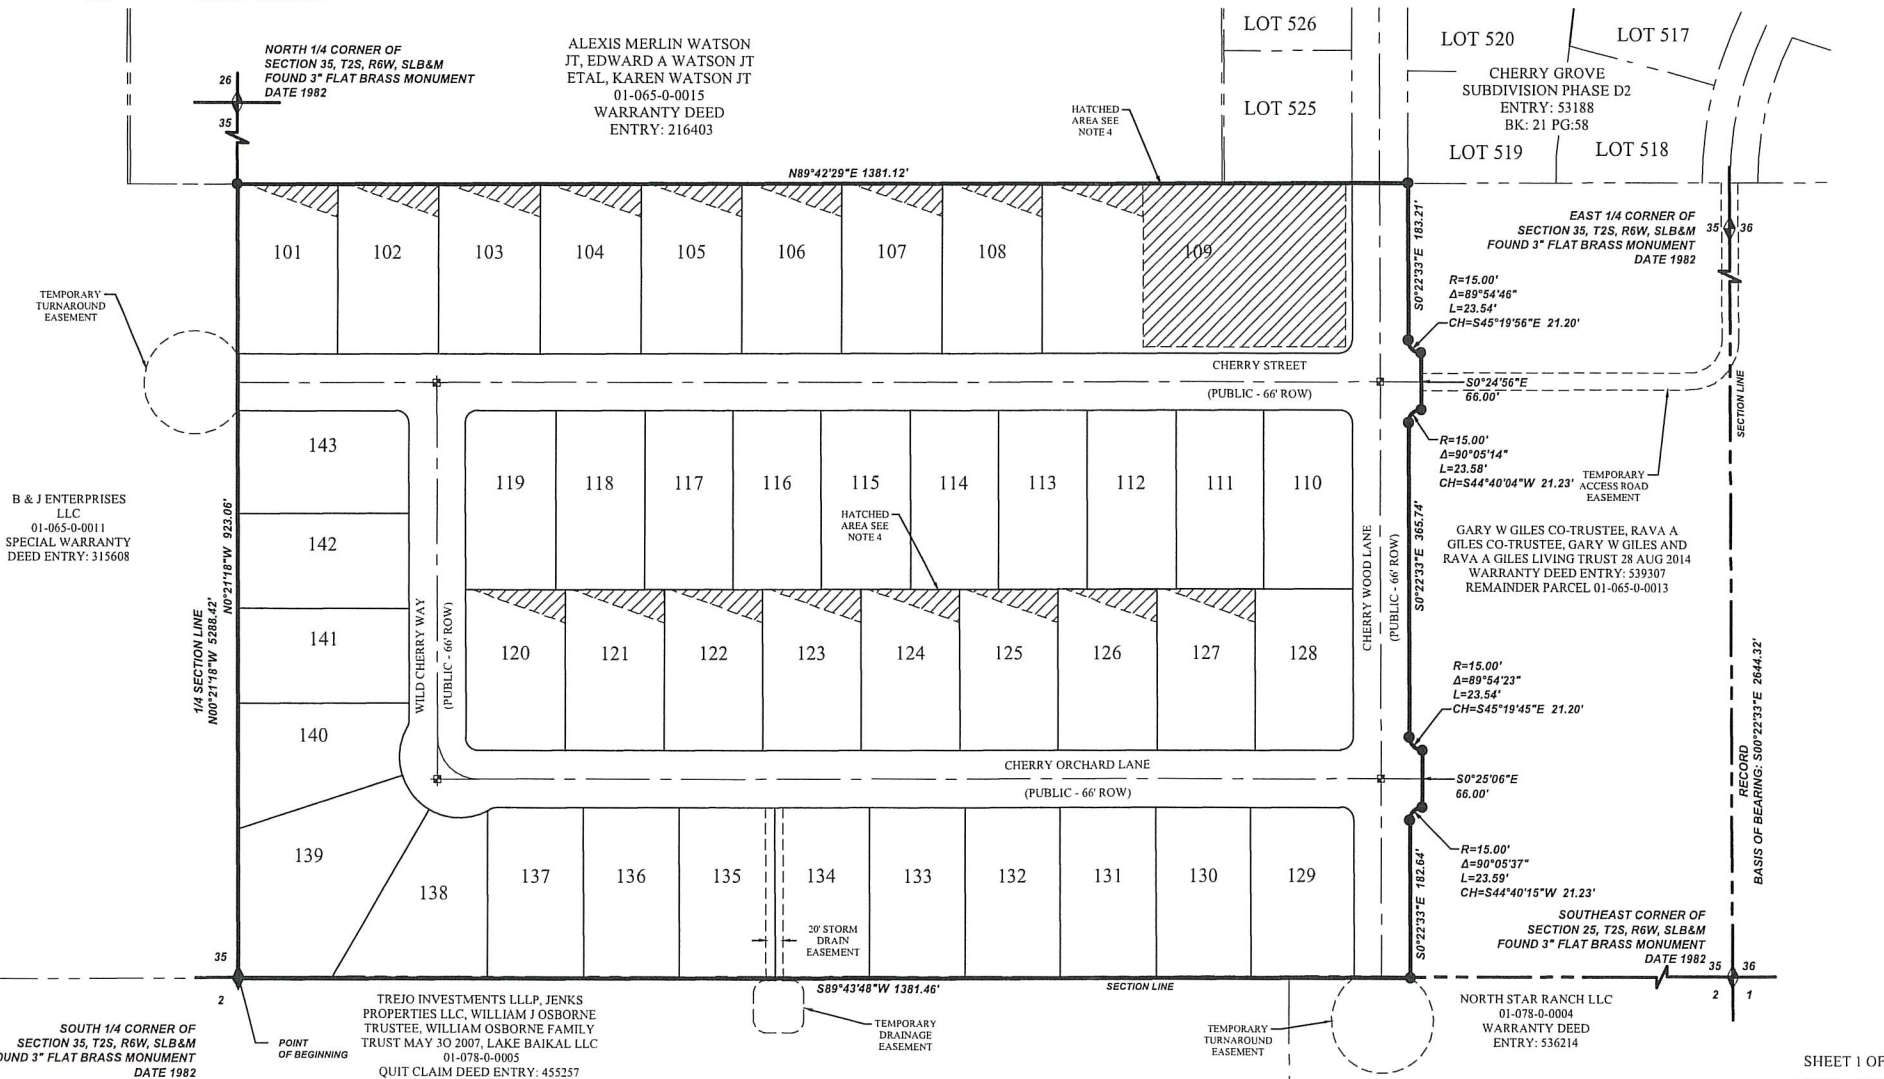 NORTH 1/4 CORNER OF
SECTION 35, T2S, R6W, SLB&M
FOUND 3" FLAT BRASS MONUMENT
DATE 1982
26
35
ALEXIS MERLIN WATSON
JT, EDWARD A WATSON JT
ETAL, KAREN WATSON JT
01-065-0-0015
WARRANTY DEED
ENTRY: 216403
HATCHED
AREA SEE
NOTE 4
LOT 526
LOT 525
LOT 520
LOT 517
CHERRY GROVE
SUBDIVISION PHASE D2
ENTRY: 53188
BK: 21 PG:58
LOT 519
LOT 518
N89°42'29"E 1381.12'
101
102
103
104
105
106
107
108
109
S0°22'33"E 183.21'
EAST 1/4 CORNER OF
SECTION 35, T2S, R6W, SLB&M
FOUND 3" FLAT BRASS MONUMENT
DATE 1982
35
36
R=15.00'
Δ=89°54'46"
L=23.54'
CH=S45°19'56"E 21.20'
TEMPORARY
TURNAROUND
EASEMENT
CHERRY STREET
(PUBLIC - 66' ROW)
S0°24'56"E
66.00'
SECTION LINE
R=15.00'
Δ=90°05'14"
L=23.58'
CH=S44°40'04"W 21.23'
TEMPORARY
ACCESS ROAD
EASEMENT
143
142
141
140
139
138
119
118
117
116
115
114
113
112
111
110
HATCHED
AREA SEE
NOTE 4
B & J ENTERPRISES
LLC
01-065-0-0011
SPECIAL WARRANTY
DEED ENTRY: 315608
N0°21'18"W 923.06'
1/4 SECTION LINE
N00°21'18"W 5288.42'
WILD CHERRY WAY
(PUBLIC - 66' ROW)
CHERRY WOOD LANE
(PUBLIC - 66' ROW)
S0°22'33"E 365.74'
GARY W GILES CO-TRUSTEE, RAVA A
GILES CO-TRUSTEE, GARY W GILES AND
RAVA A GILES LIVING TRUST 28 AUG 2014
WARRANTY DEED ENTRY: 539307
REMAINDER PARCEL 01-065-0-0013
120
121
122
123
124
125
126
127
128
R=15.00'
Δ=89°54'23"
L=23.54'
CH=S45°19'45"E 21.20'
RECORD
BASIS OF BEARING: S00°22'33"E 2644.32'
CHERRY ORCHARD LANE
(PUBLIC - 66' ROW)
S0°25'06"E
66.00'
137
136
135
134
133
132
131
130
129
20' STORM
DRAIN
EASEMENT
S0°22'33"E 182.64'
R=15.00'
Δ=90°05'37"
L=23.59'
CH=S44°40'15"W 21.23'
SOUTHEAST CORNER OF
SECTION 25, T2S, R6W, SLB&M
FOUND 3" FLAT BRASS MONUMENT
DATE 1982
35
36
2
1
35
2
S89°43'48"W 1381.46'
SECTION LINE
SOUTH 1/4 CORNER OF
SECTION 35, T2S, R6W, SLB&M
OUND 3" FLAT BRASS MONUMENT
DATE 1982
POINT
OF BEGINNING
TREJO INVESTMENTS LLLP, JENKS
PROPERTIES LLC, WILLIAM J OSBORNE
TRUSTEE, WILLIAM OSBORNE FAMILY
TRUST MAY 30 2007, LAKE BAIKAL LLC
01-078-0-0005
QUIT CLAIM DEED ENTRY: 455257
TEMPORARY
DRAINAGE
EASEMENT
TEMPORARY
TURNAROUND
EASEMENT
NORTH STAR RANCH LLC
01-078-0-0004
WARRANTY DEED
ENTRY: 536214
SHEET 1 OF